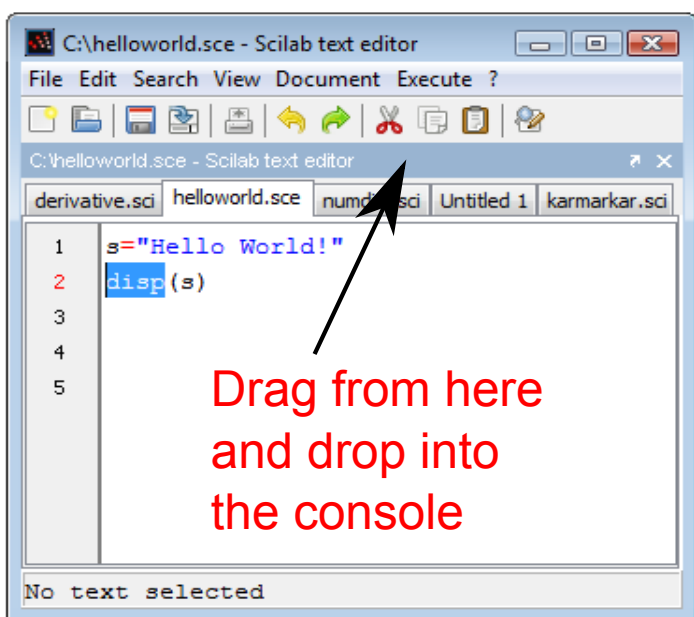 C:\helloworld.sce - Scilab text editor
File Edit Search View Document Execute ?
C:\helloworld.sce - Scilab text editor
derivative.sci helloworld.sce Untitled 1 karmarkar.sci
1 s="Hello World!"
2 disp(s)
3
4
5
Drag from here
and drop into
the console
No text selected